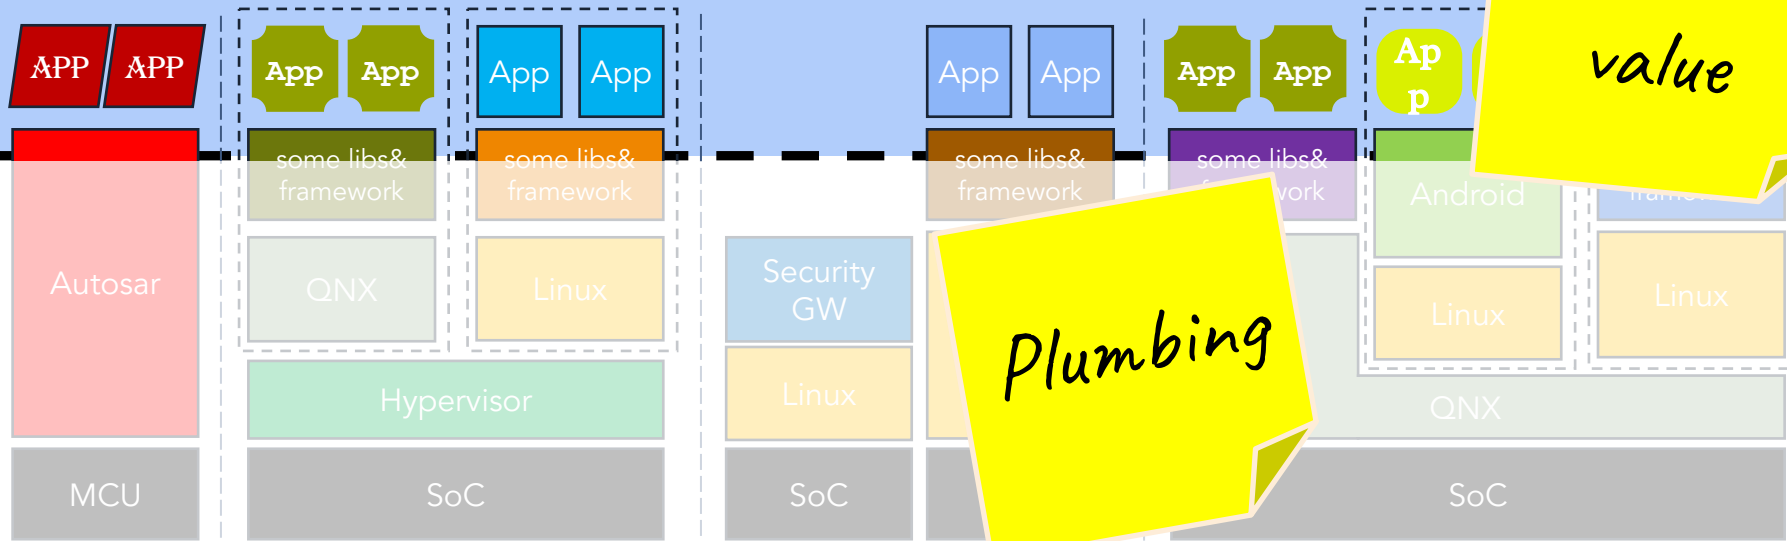 APP APP App App App App App App App App Ap
p
value
some libs&
framework
some libs&
framework
some libs&
framework
some libs&
Android
Autosar
QNX
Linux
Security
GW
Linux
Linux
Plumbing
Hypervisor
Linux
QNX
MCU
SoC
SoC
SoC